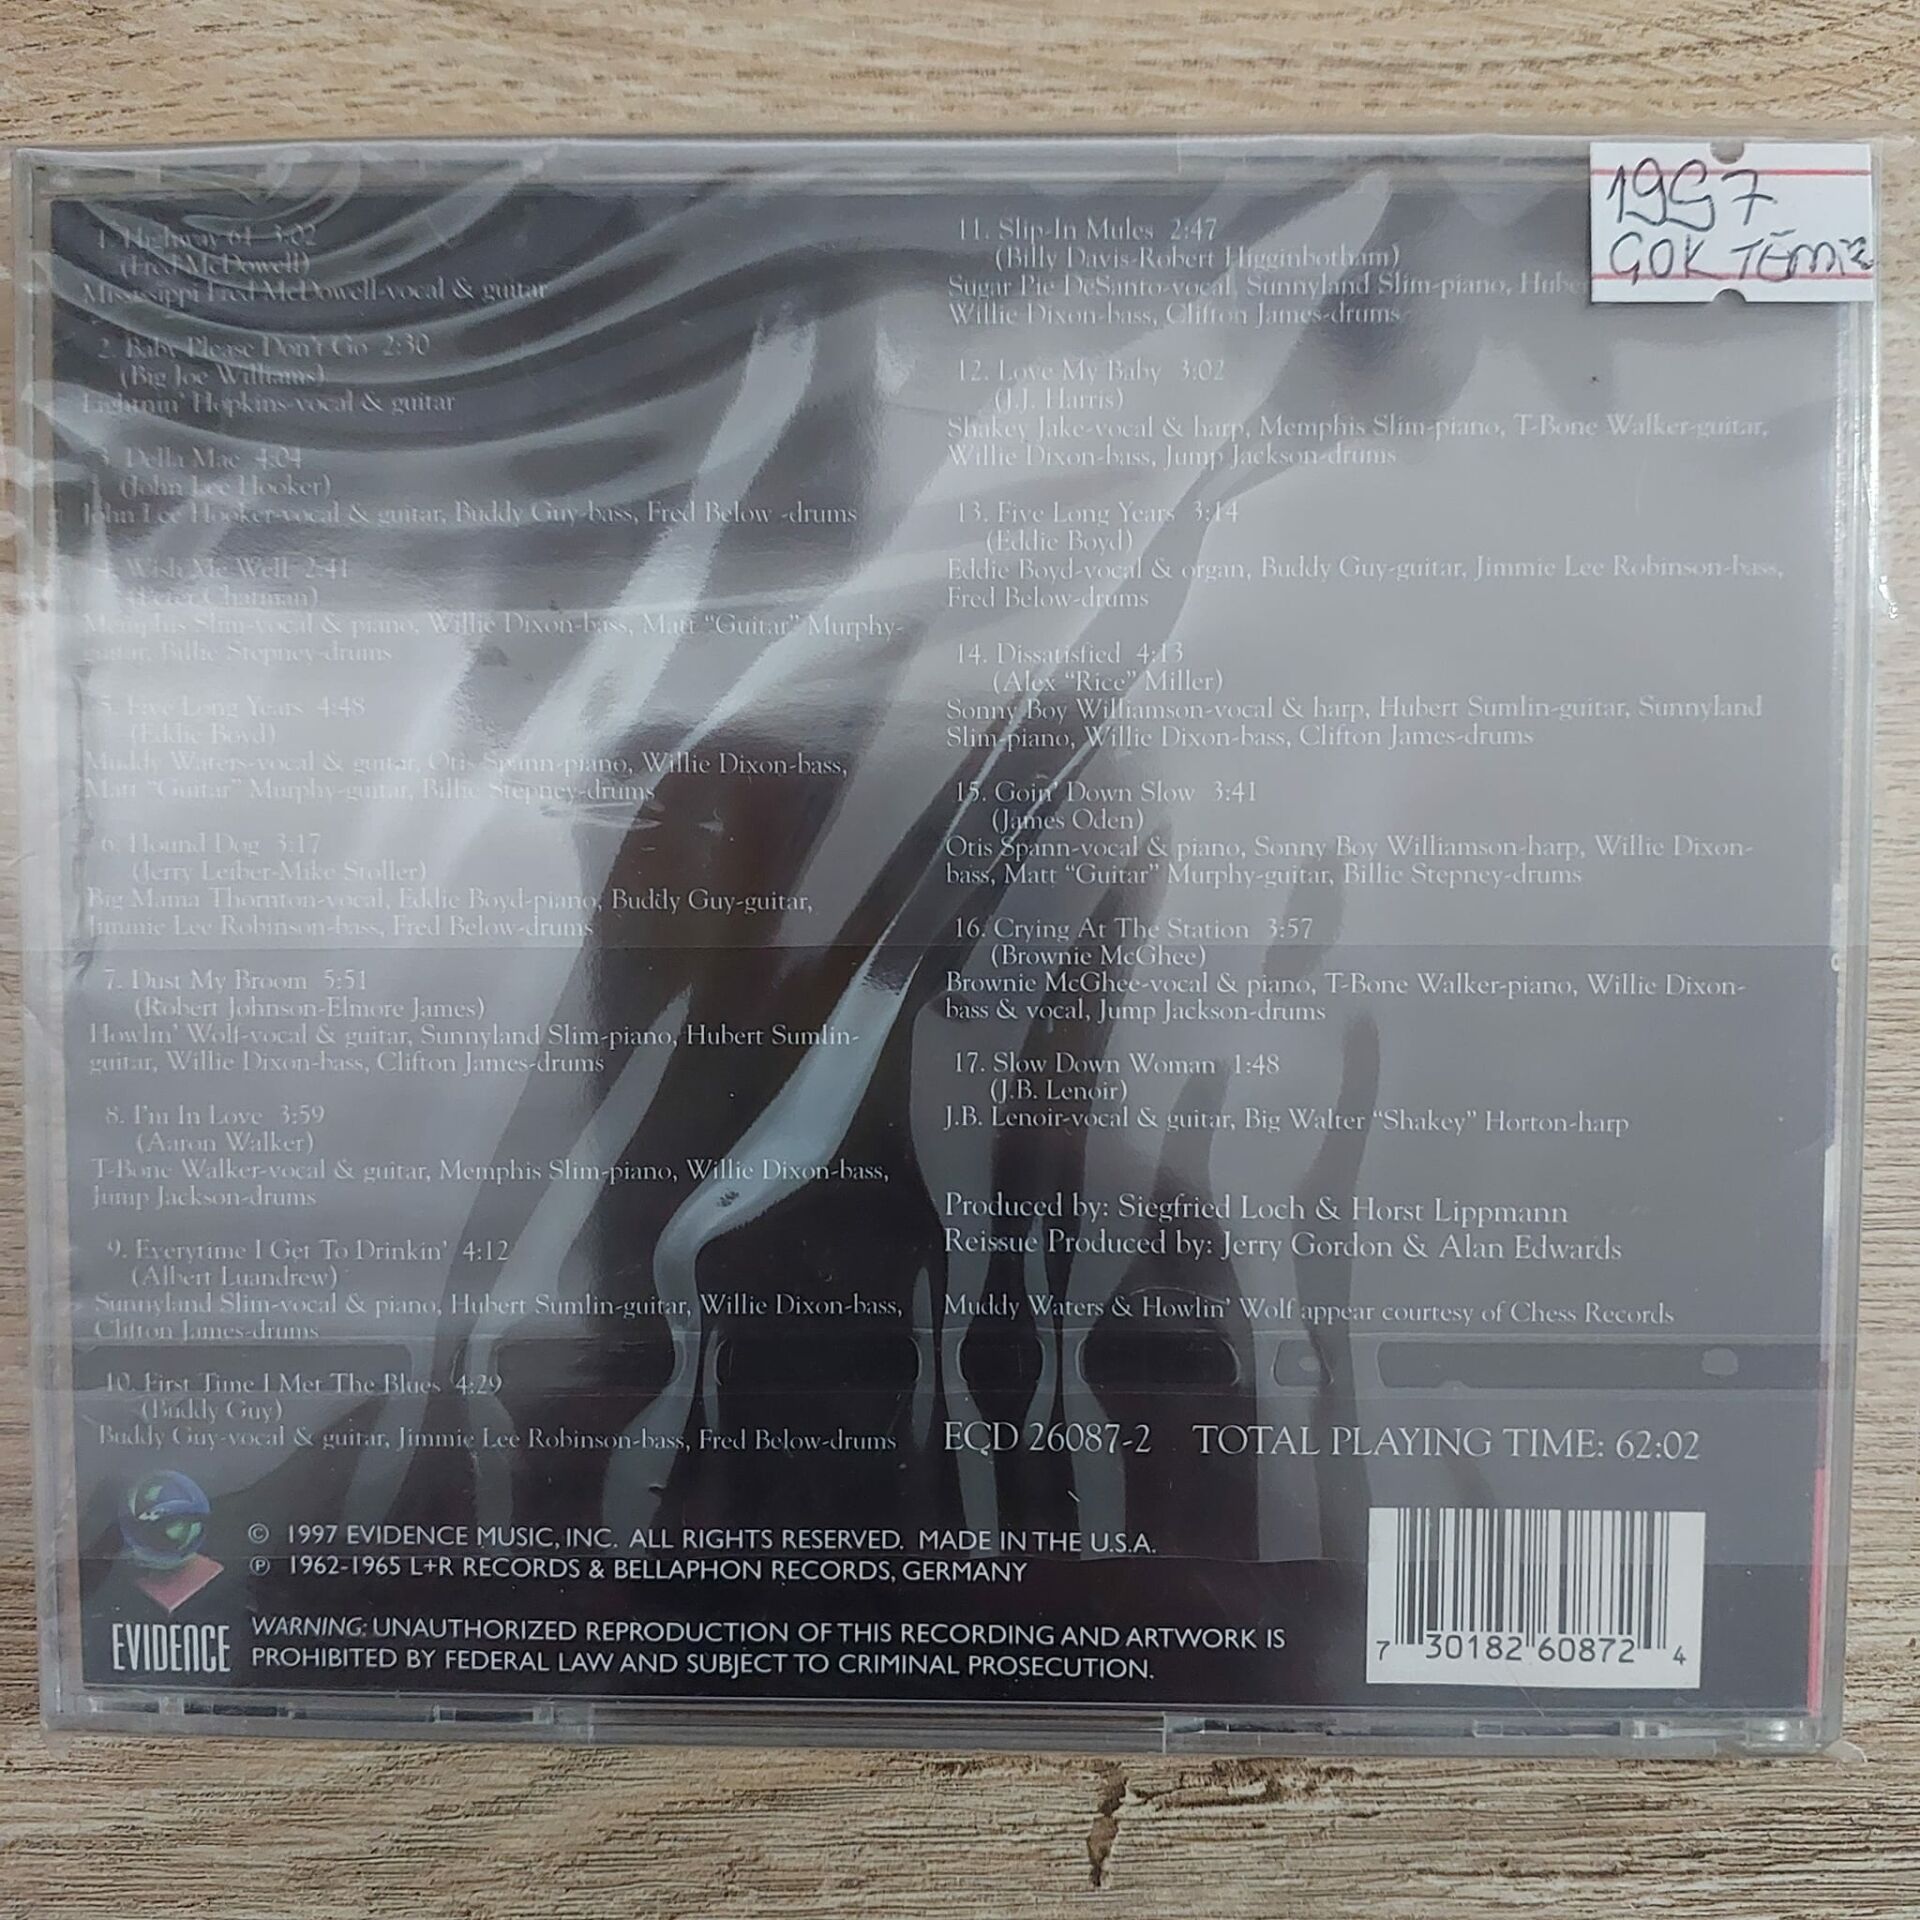 1. Highway 61 3:02
(Fred McDowell)
Mississippi Fred McDowell-vocal & guitar
2. Baby Please Don't Go 2:30
(Big Joe Williams)
Lightnin' Hopkins-vocal & guitar
3. Della Mae 4:04
(John Lee Hooker)
John Lee Hooker-vocal & guitar, Buddy Guy-bass, Fred Below -drums
4. Wish Me Well 2:41
(Peter Chatman)
Memphis Slim-vocal & piano, Willie Dixon-bass, Matt “Guitar” Murphy-
guitar, Billie Stepney-drums
5. Five Long Years 4:48
(Eddie Boyd)
Muddy Waters-vocal & guitar, Otis Spann-piano, Willie Dixon-bass,
Matt “Guitar” Murphy-guitar, Billie Stepney-drums
6. Hound Dog 3:17
(Jerry Leiber-Mike Stoller)
Big Mama Thornton-vocal, Eddie Boyd-piano, Buddy Guy-guitar,
Jimmie Lee Robinson-bass, Fred Below-drums
7. Dust My Broom 5:51
(Robert Johnson-Elmore James)
Howlin' Wolf-vocal & guitar, Sunnyland Slim-piano, Hubert Sumlin-
guitar, Willie Dixon-bass, Clifton James-drums
8. I'm In Love 3:59
(Aaron Walker)
T-Bone Walker-vocal & guitar, Memphis Slim-piano, Willie Dixon-bass,
Jump Jackson-drums
9. Everytime I Get To Drinkin' 4:12
(Albert Luandrew)
Sunnyland Slim-vocal & piano, Hubert Sumlin-guitar, Willie Dixon-bass,
Clifton James-drums
10. First Time I Met The Blues 4:29
(Buddy Guy)
Buddy Guy-vocal & guitar, Jimmie Lee Robinson-bass, Fred Below-drums
11. Slip-In Mules 2:47
(Billy Davis-Robert Higginbotham)
Sugar Pie DeSanto-vocal, Sunnyland Slim-piano,
Willie Dixon-bass, Clifton James-drums
12. Love My Baby 3:02
(J.J. Harris)
Shakey Jake-vocal & harp, Memphis Slim-piano, T-Bone Walker-guitar,
Willie Dixon-bass, Jump Jackson-drums
13. Five Long Years 3:14
(Eddie Boyd)
Eddie Boyd-vocal & organ, Buddy Guy-guitar, Jimmie Lee Robinson-bass,
Fred Below-drums
14. Dissatisfied 4:13
(Alex “Rice” Miller)
Sonny Boy Williamson-vocal & harp, Hubert Sumlin-guitar, Sunnyland
Slim-piano, Willie Dixon-bass, Clifton James-drums
15. Goin' Down Slow 3:41
(James Oden)
Otis Spann-vocal & piano, Sonny Boy Williamson-harp, Willie Dixon-
bass, Matt “Guitar” Murphy-guitar, Billie Stepney-drums
16. Crying At The Station 3:57
(Brownie McGhee)
Brownie McGhee-vocal & piano, T-Bone Walker-piano, Willie Dixon-
bass & vocal, Jump Jackson-drums
17. Slow Down Woman 1:48
(J.B. Lenoir)
J.B. Lenoir-vocal & guitar, Big Walter “Shakey” Horton-harp
Produced by: Siegfried Loch & Horst Lippmann
Reissue Produced by: Jerry Gordon & Alan Edwards
Muddy Waters & Howlin' Wolf appear courtesy of Chess Records
ECD 26087-2 TOTAL PLAYING TIME: 62:02
© 1997 EVIDENCE MUSIC, INC. ALL RIGHTS RESERVED. MADE IN THE U.S.A.
℗ 1962-1965 L+R RECORDS & BELLAPHON RECORDS, GERMANY
EVIDENCE
WARNING: UNAUTHORIZED REPRODUCTION OF THIS RECORDING AND ARTWORK IS
PROHIBITED BY FEDERAL LAW AND SUBJECT TO CRIMINAL PROSECUTION.
7 30182 60872 4
1997
ÇOK TEMİZ